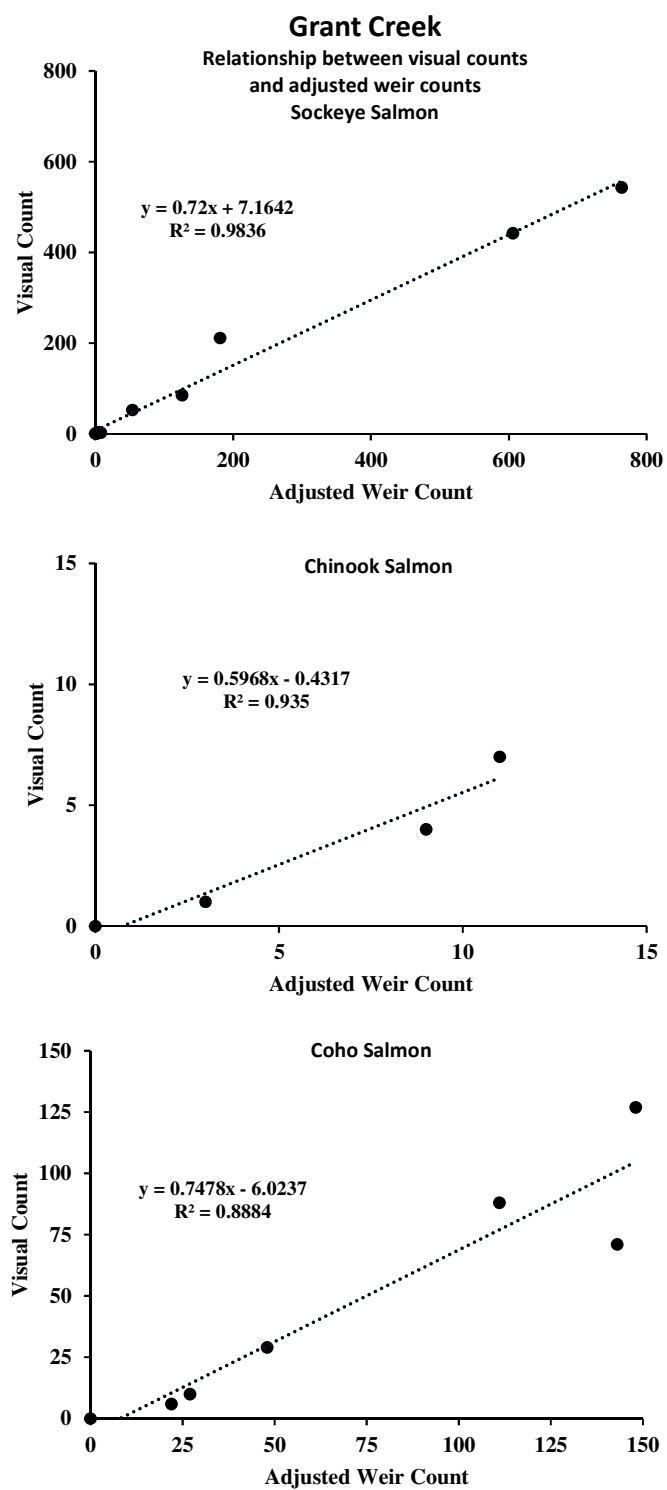 Grant Creek
Relationship between visual counts
and adjusted weir counts
Sockeye Salmon
800
600
400
200
0
Visual Count
y = 0.72x + 7.1642
R² = 0.9836
0 200 400 600 800
Adjusted Weir Count
Chinook Salmon
15
10
5
0
Visual Count
y = 0.5968x - 0.4317
R² = 0.935
0 5 10 15
Adjusted Weir Count
Coho Salmon
150
125
100
75
50
25
0
Visual Count
y = 0.7478x - 6.0237
R² = 0.8884
0 25 50 75 100 125 150
Adjusted Weir Count